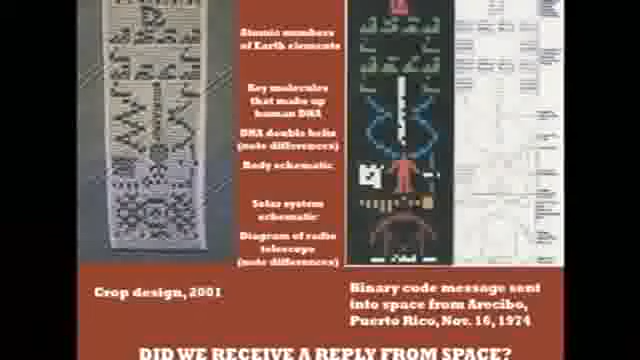 Atomic numbers
of Earth elements
Key molecules
that make up
human DNA
DNA double helix
(note differences)
Body schematic
Solar system
schematic
Diagram of radio
telescope
(note differences)
Crop design, 2001
Binary code message sent
into space from Arecibo,
Puerto Rico, Nov. 16, 1974
DID WE RECEIVE A REPLY FROM SPACE?